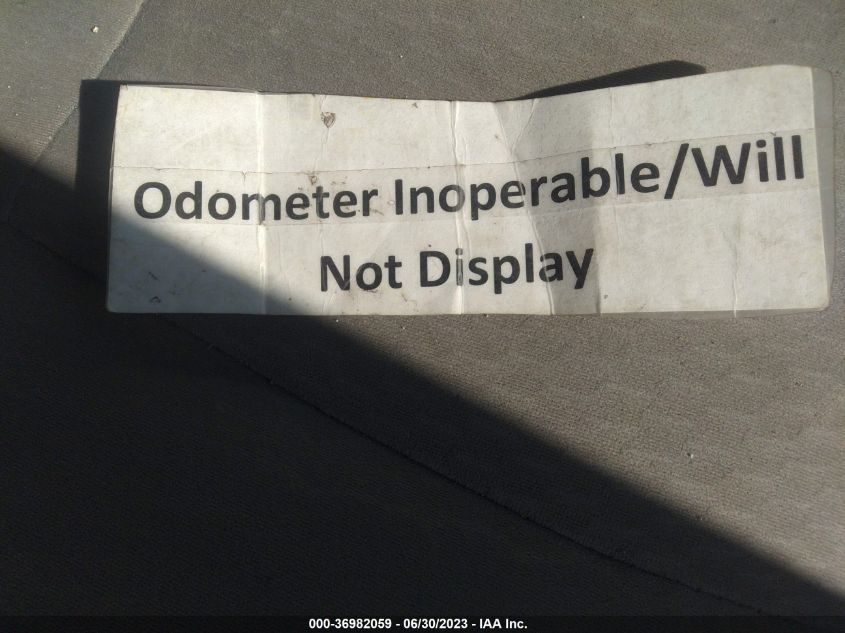 Odometer Inoperable/Will
Not Display
000-36982059 - 06/30/2023 - IAA Inc.